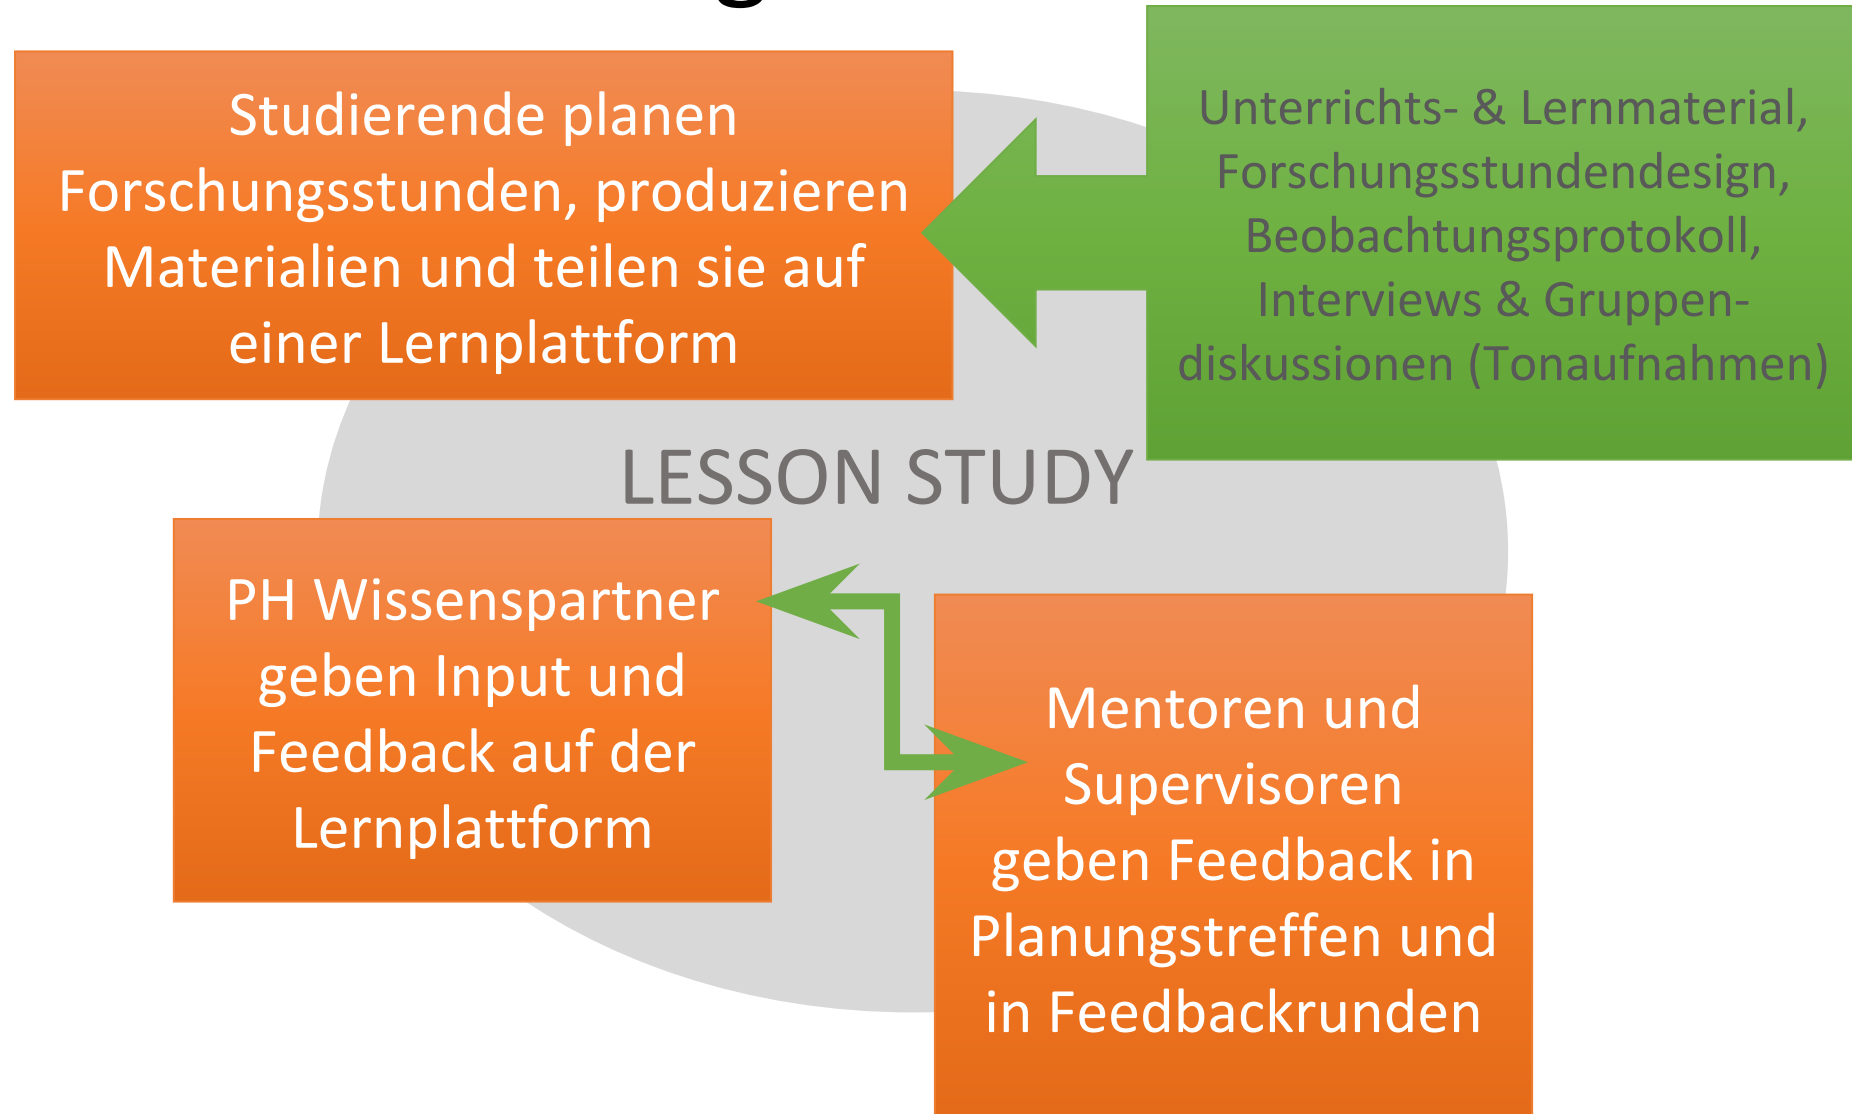 Studierende planen
Forschungsstunden, produzieren
Materialien und teilen sie auf
einer Lernplattform
Unterrichts- & Lernmaterial,
Forschungsstundendesign,
Beobachtungsprotokoll,
Interviews & Gruppen-
diskussionen (Tonaufnahmen)
LESSON STUDY
PH Wissenspartner
geben Input und
Feedback auf der
Lernplattform
Mentoren und
Supervisoren
geben Feedback in
Planungstreffen und
in Feedbackrunden